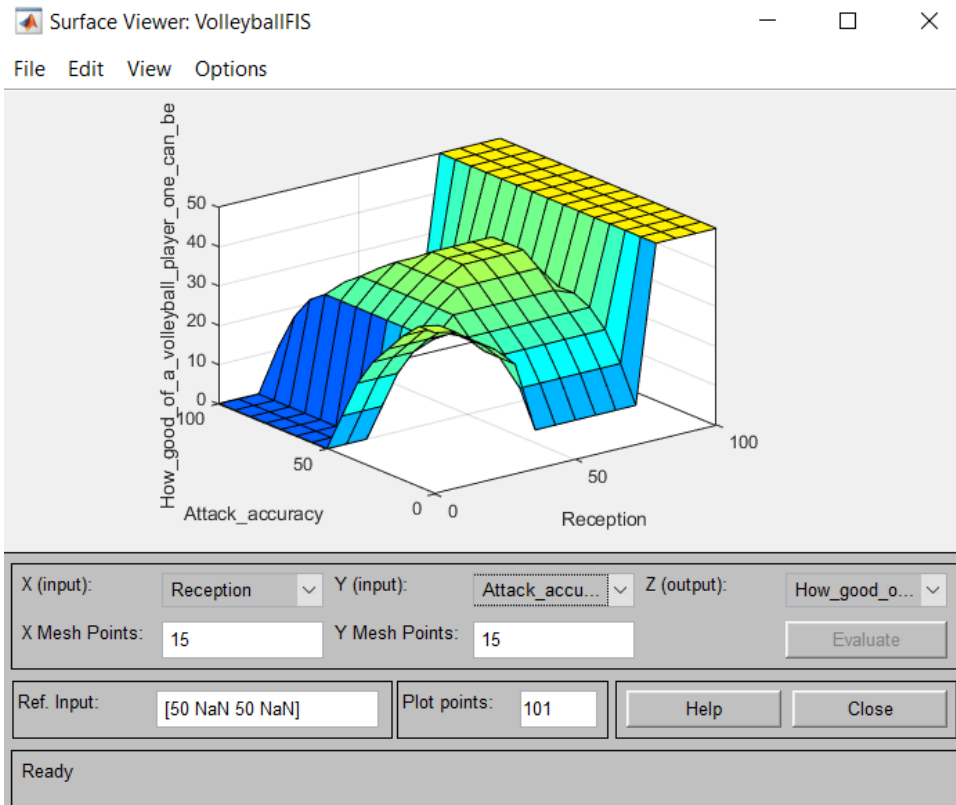 Surface Viewer: VolleyballFIS
File Edit View Options
How_good_of_a_volleyball_player_one_can_be
50
40
30
20
10
0
100
50
0
Attack_accuracy
0
50
100
Reception
X (input):
Reception
Y (input):
Attack_accu...
Z (output):
How_good_o...
X Mesh Points:
15
Y Mesh Points:
15
Evaluate
Ref. Input:
[50 NaN 50 NaN]
Plot points:
101
Help
Close
Ready